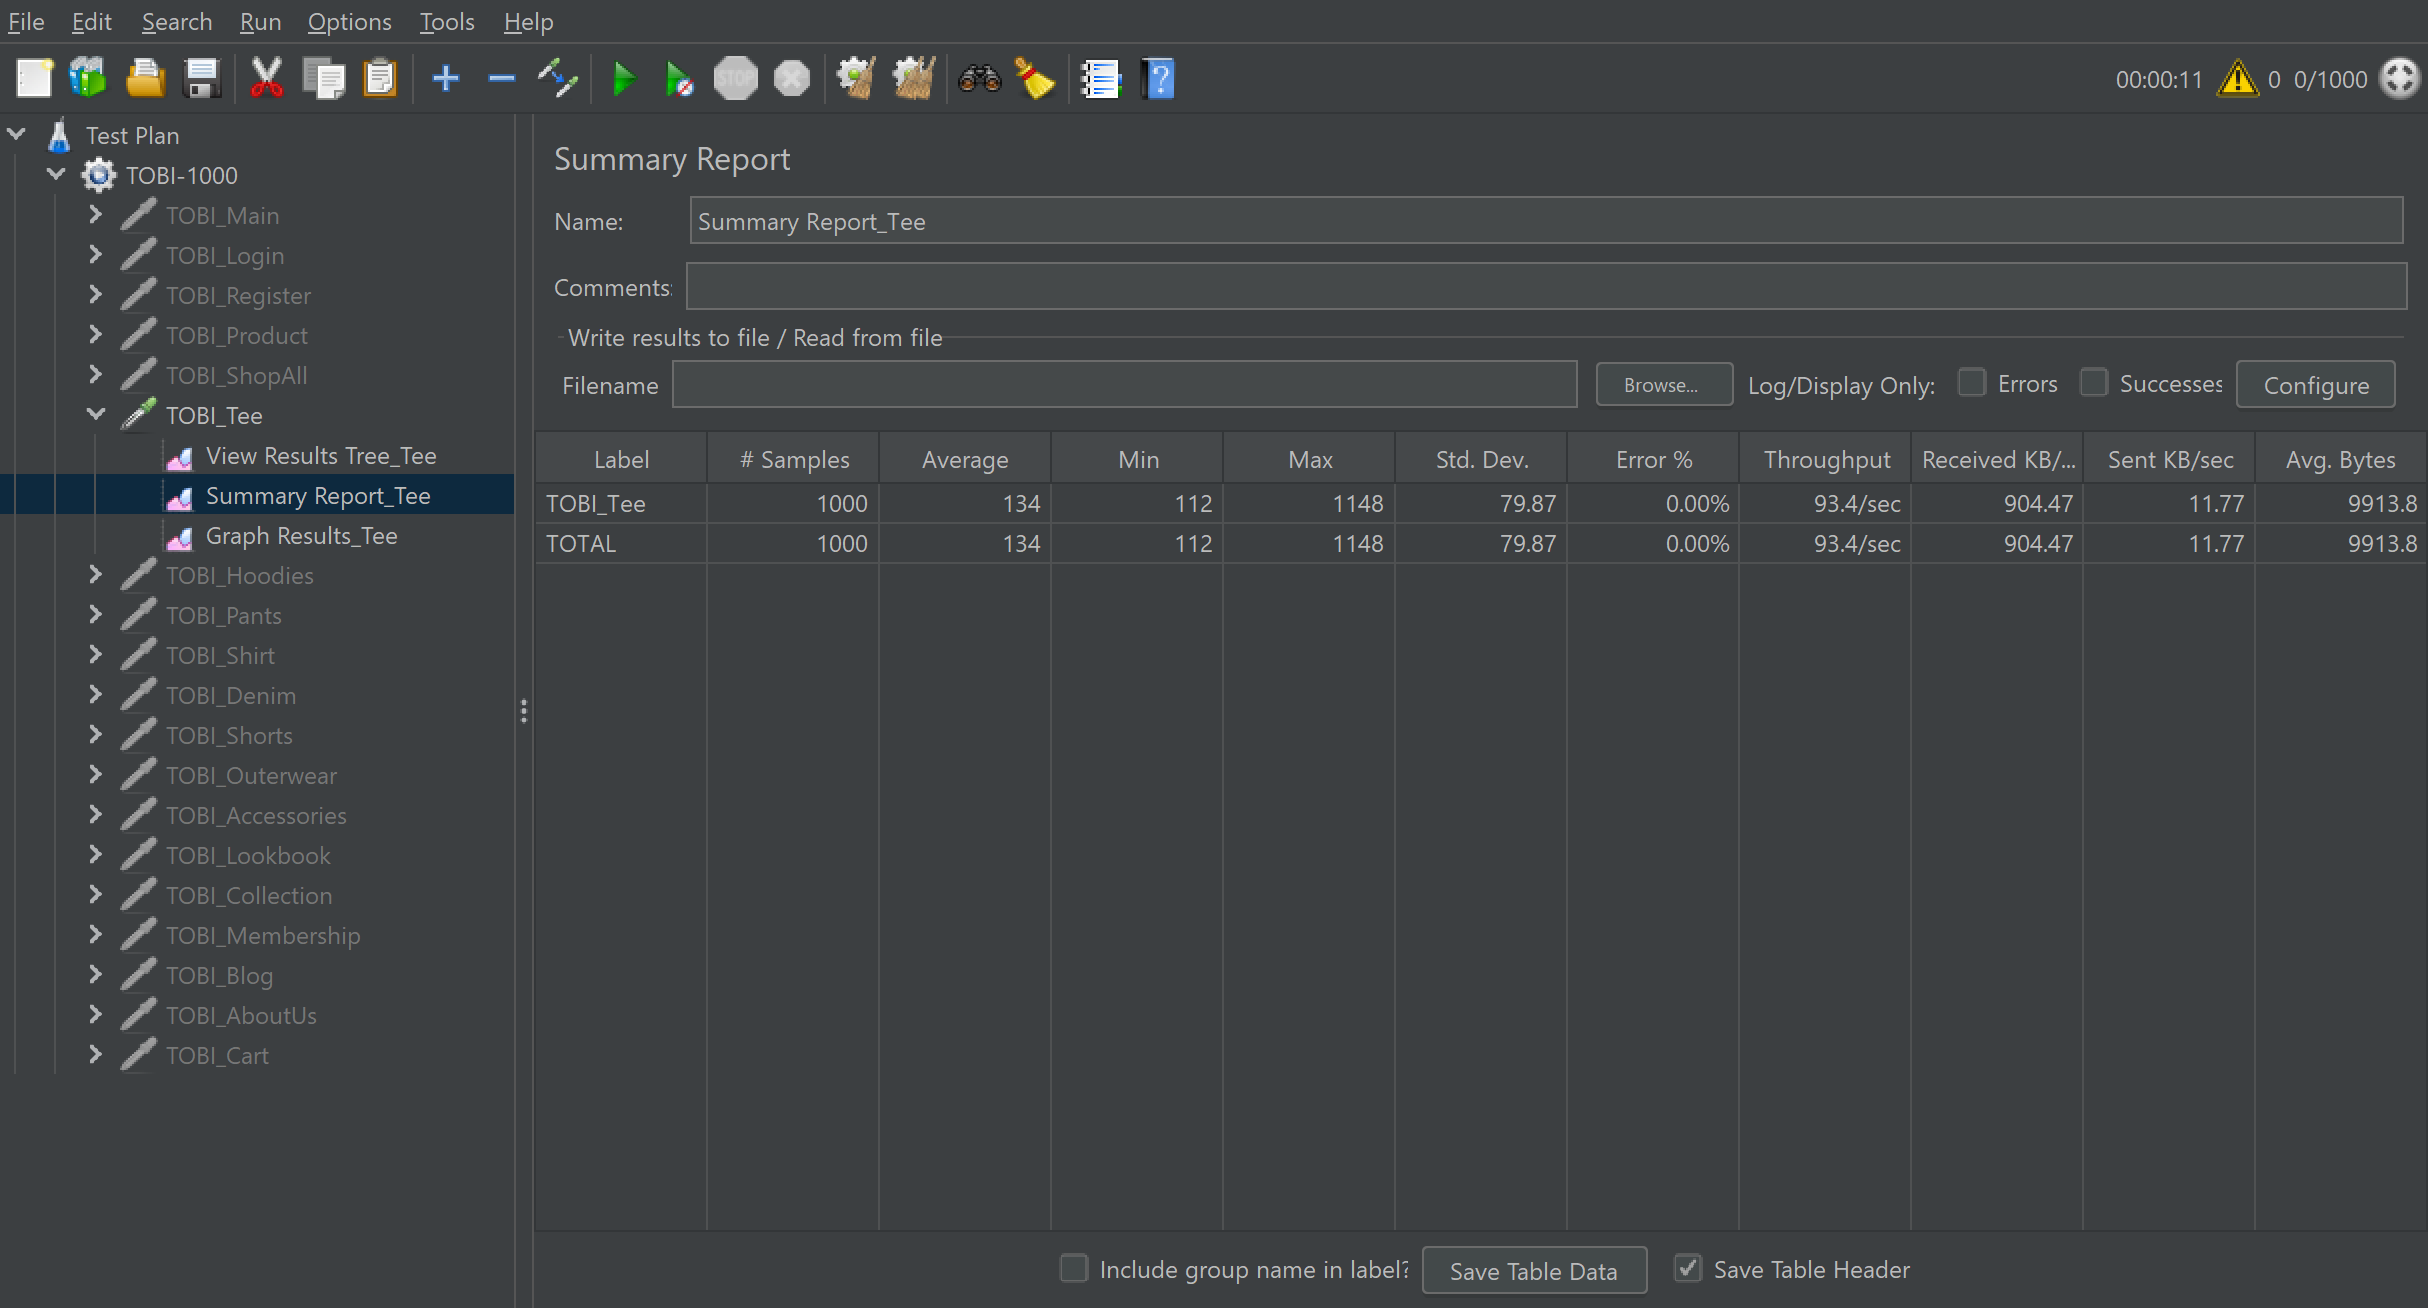 File Edit Search Run Options Tools Help
STOP
00:00:11 0 0/1000
Test Plan
TOBI-1000
TOBI_Main
TOBI_Login
TOBI_Register
TOBI_Product
TOBI_ShopAll
TOBI_Tee
View Results Tree_Tee
Summary Report_Tee
Graph Results_Tee
TOBI_Hoodies
TOBI_Pants
TOBI_Shirt
TOBI_Denim
TOBI_Shorts
TOBI_Outerwear
TOBI_Accessories
TOBI_Lookbook
TOBI_Collection
TOBI_Membership
TOBI_Blog
TOBI_AboutUs
TOBI_Cart
Summary Report
Name: Summary Report_Tee
Comments:
Write results to file / Read from file
Filename Browse... Log/Display Only: Errors Successes Configure
Label # Samples Average Min Max Std. Dev. Error % Throughput Received KB/... Sent KB/sec Avg. Bytes
TOBI_Tee 1000 134 112 1148 79.87 0.00% 93.4/sec 904.47 11.77 9913.8
TOTAL 1000 134 112 1148 79.87 0.00% 93.4/sec 904.47 11.77 9913.8
Include group name in label? Save Table Data Save Table Header